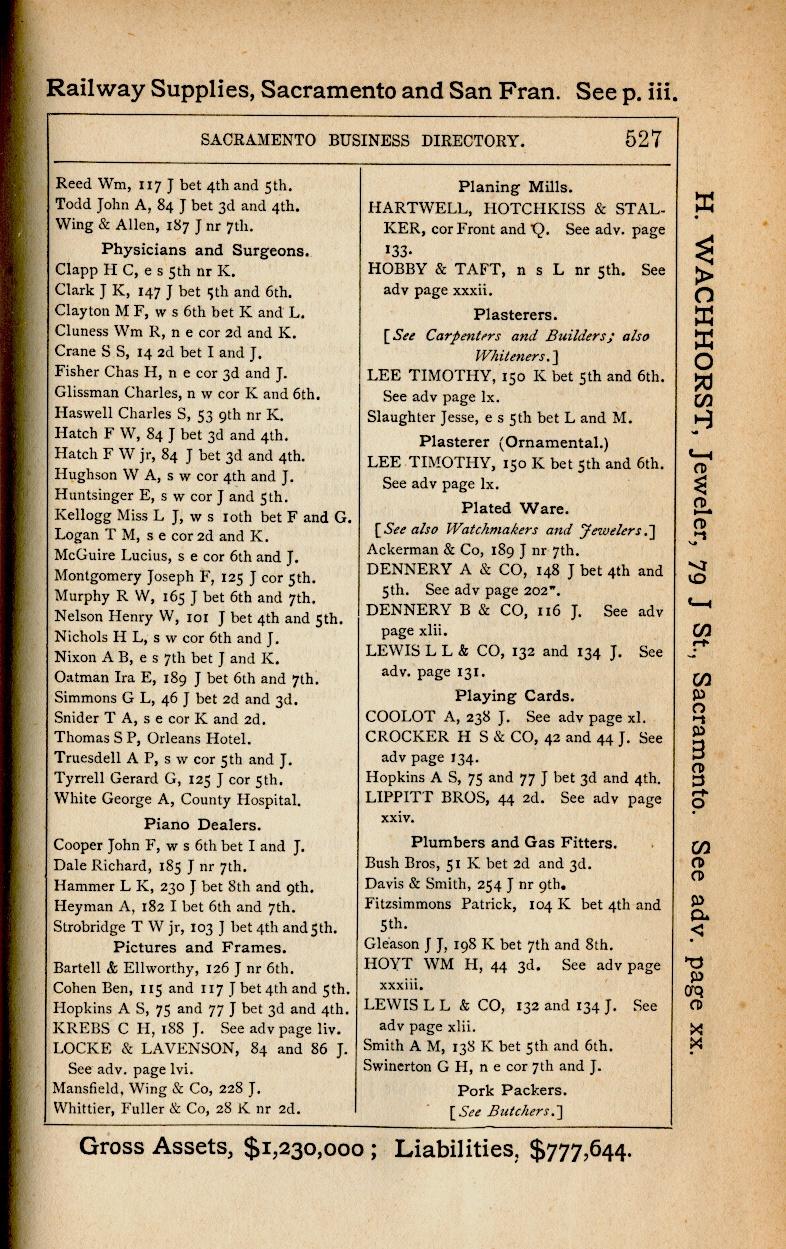 Railway Supplies, Sacramento and San Fran. See p. iii.
SACRAMENTO BUSINESS DIRECTORY. 527
Reed Wm, 117 J bet 4th and 5th.
Todd John A, 84 J bet 3d and 4th.
Wing & Allen, 187 J nr 7th.
Physicians and Surgeons.
Clapp H C, e s 5th nr K.
Clark J K, 147 J bet 5th and 6th.
Clayton M F, w s 6th bet K and L.
Cluness Wm R, n e cor 2d and K.
Crane S S, 14 2d bet I and J.
Fisher Chas H, n e cor 3d and J.
Glissman Charles, n w cor K and 6th.
Haswell Charles S, 53 9th nr K.
Hatch F W, 84 J bet 3d and 4th.
Hatch F W jr, 84 J bet 3d and 4th.
Hughson W A, s w cor 4th and J.
Huntsinger E, s w cor J and 5th.
Kellogg Miss L J, w s 10th bet F and G.
Logan T M, s e cor 2d and K.
McGuire Lucius, s e cor 6th and J.
Montgomery Joseph F, 125 J cor 5th.
Murphy R W, 165 J bet 6th and 7th.
Nelson Henry W, 101 J bet 4th and 5th.
Nichols H L, s w cor 6th and J.
Nixon A B, e s 7th bet J and K.
Oatman Ira E, 189 J bet 6th and 7th.
Simmons G L, 46 J bet 2d and 3d.
Snider T A, s e cor K and 2d.
Thomas S P, Orleans Hotel.
Truesdell A P, s w cor 5th and J.
Tyrrell Gerard G, 125 J cor 5th.
White George A, County Hospital.
Piano Dealers.
Cooper John F, w s 6th bet I and J.
Dale Richard, 185 J nr 7th.
Hammer L K, 230 J bet 8th and 9th.
Heyman A, 182 I bet 6th and 7th.
Strobridge T W jr, 103 J bet 4th and 5th.
Pictures and Frames.
Bartell & Ellworthy, 126 J nr 6th.
Cohen Ben, 115 and 117 J bet 4th and 5th.
Hopkins A S, 75 and 77 J bet 3d and 4th.
KREBS C H, 188 J. See adv page liv.
LOCKE & LAVENSON, 84 and 86 J.
See adv. page lvi.
Mansfield, Wing & Co, 228 J.
Whittier, Fuller & Co, 28 K nr 2d.
Planing Mills.
HARTWELL, HOTCHKISS & STAL-
KER, cor Front and Q. See adv. page
133.
HOBBY & TAFT, n s L nr 5th. See
adv page xxxii.
Plasterers.
[See Carpenters and Builders; also
Whiteners.]
LEE TIMOTHY, 150 K bet 5th and 6th.
See adv page lx.
Slaughter Jesse, e s 5th bet L and M.
Plasterer (Ornamental.)
LEE TIMOTHY, 150 K bet 5th and 6th.
See adv page lx.
Plated Ware.
[See also Watchmakers and Jewelers.]
Ackerman & Co, 189 J nr 7th.
DENNERY A & CO, 148 J bet 4th and
5th. See adv page 202*.
DENNERY B & CO, 116 J. See adv
page xlii.
LEWIS L L & CO, 132 and 134 J. See
adv. page 131.
Playing Cards.
COOLOT A, 238 J. See adv page xl.
CROCKER H S & CO, 42 and 44 J. See
adv page 134.
Hopkins A S, 75 and 77 J bet 3d and 4th.
LIPPITT BROS, 44 2d. See adv page
xxiv.
Plumbers and Gas Fitters.
Bush Bros, 51 K bet 2d and 3d.
Davis & Smith, 254 J nr 9th.
Fitzsimmons Patrick, 104 K bet 4th and
5th.
Gleason J J, 198 K bet 7th and 8th.
HOYT WM H, 44 3d. See adv page
xxxiii.
LEWIS L L & CO, 132 and 134 J. See
adv page xlii.
Smith A M, 138 K bet 5th and 6th.
Swinerton G H, n e cor 7th and J.
Pork Packers.
[See Butchers.]
H. WACHHORST, Jeweler, 79 J St., Sacramento. See adv. page xx.
Gross Assets, $1,230,000; Liabilities, $777,644.